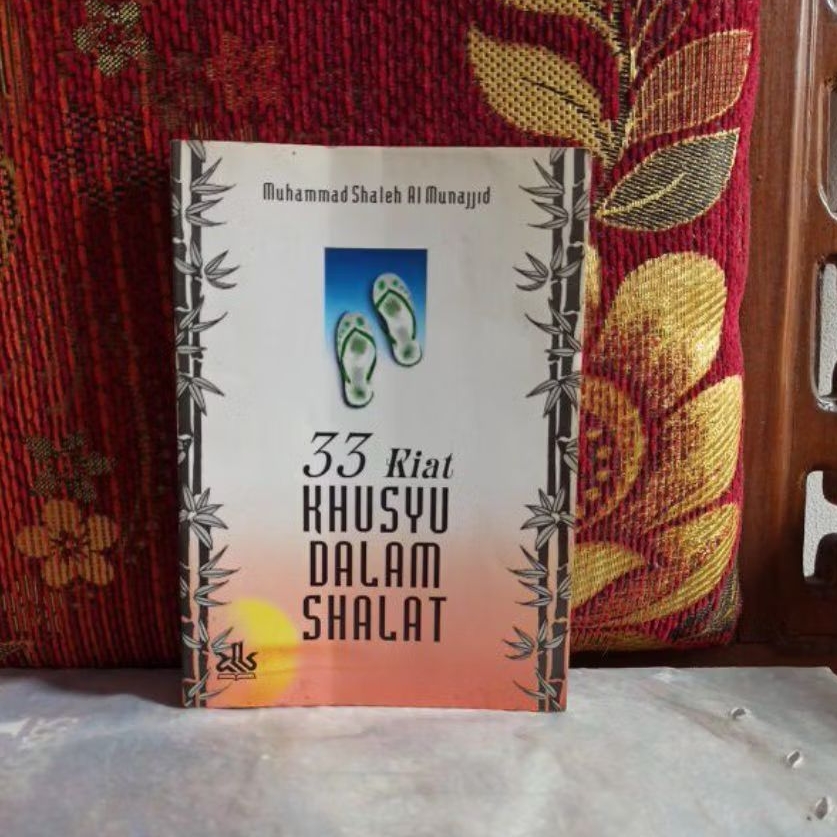 Muhammad Shaleh Al Munajjid
33 Kiat
KHUSYU
DALAM
SHALAT